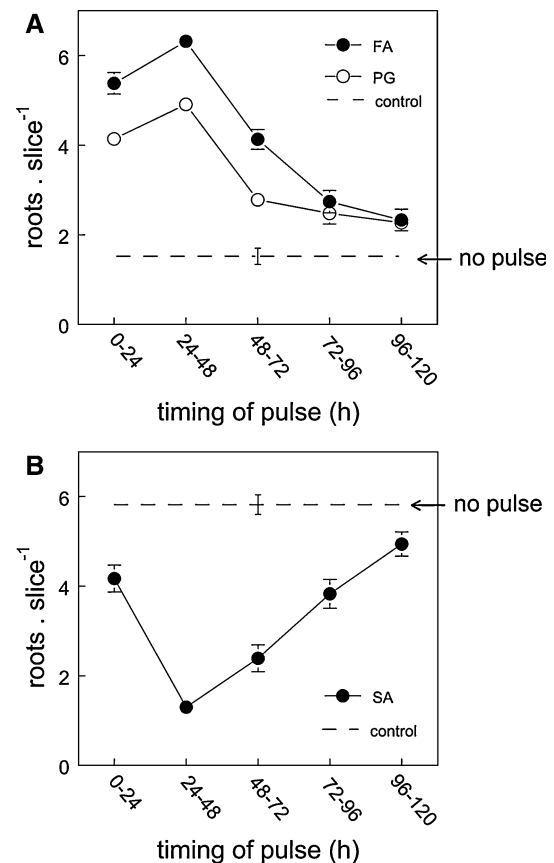 A
FA
PG
control
6
4
2
0
roots . slice⁻¹
no pulse
0-24
24-48
48-72
72-96
96-120
timing of pulse (h)
B
no pulse
6
4
2
0
roots . slice⁻¹
SA
control
0-24
24-48
48-72
72-96
96-120
timing of pulse (h)